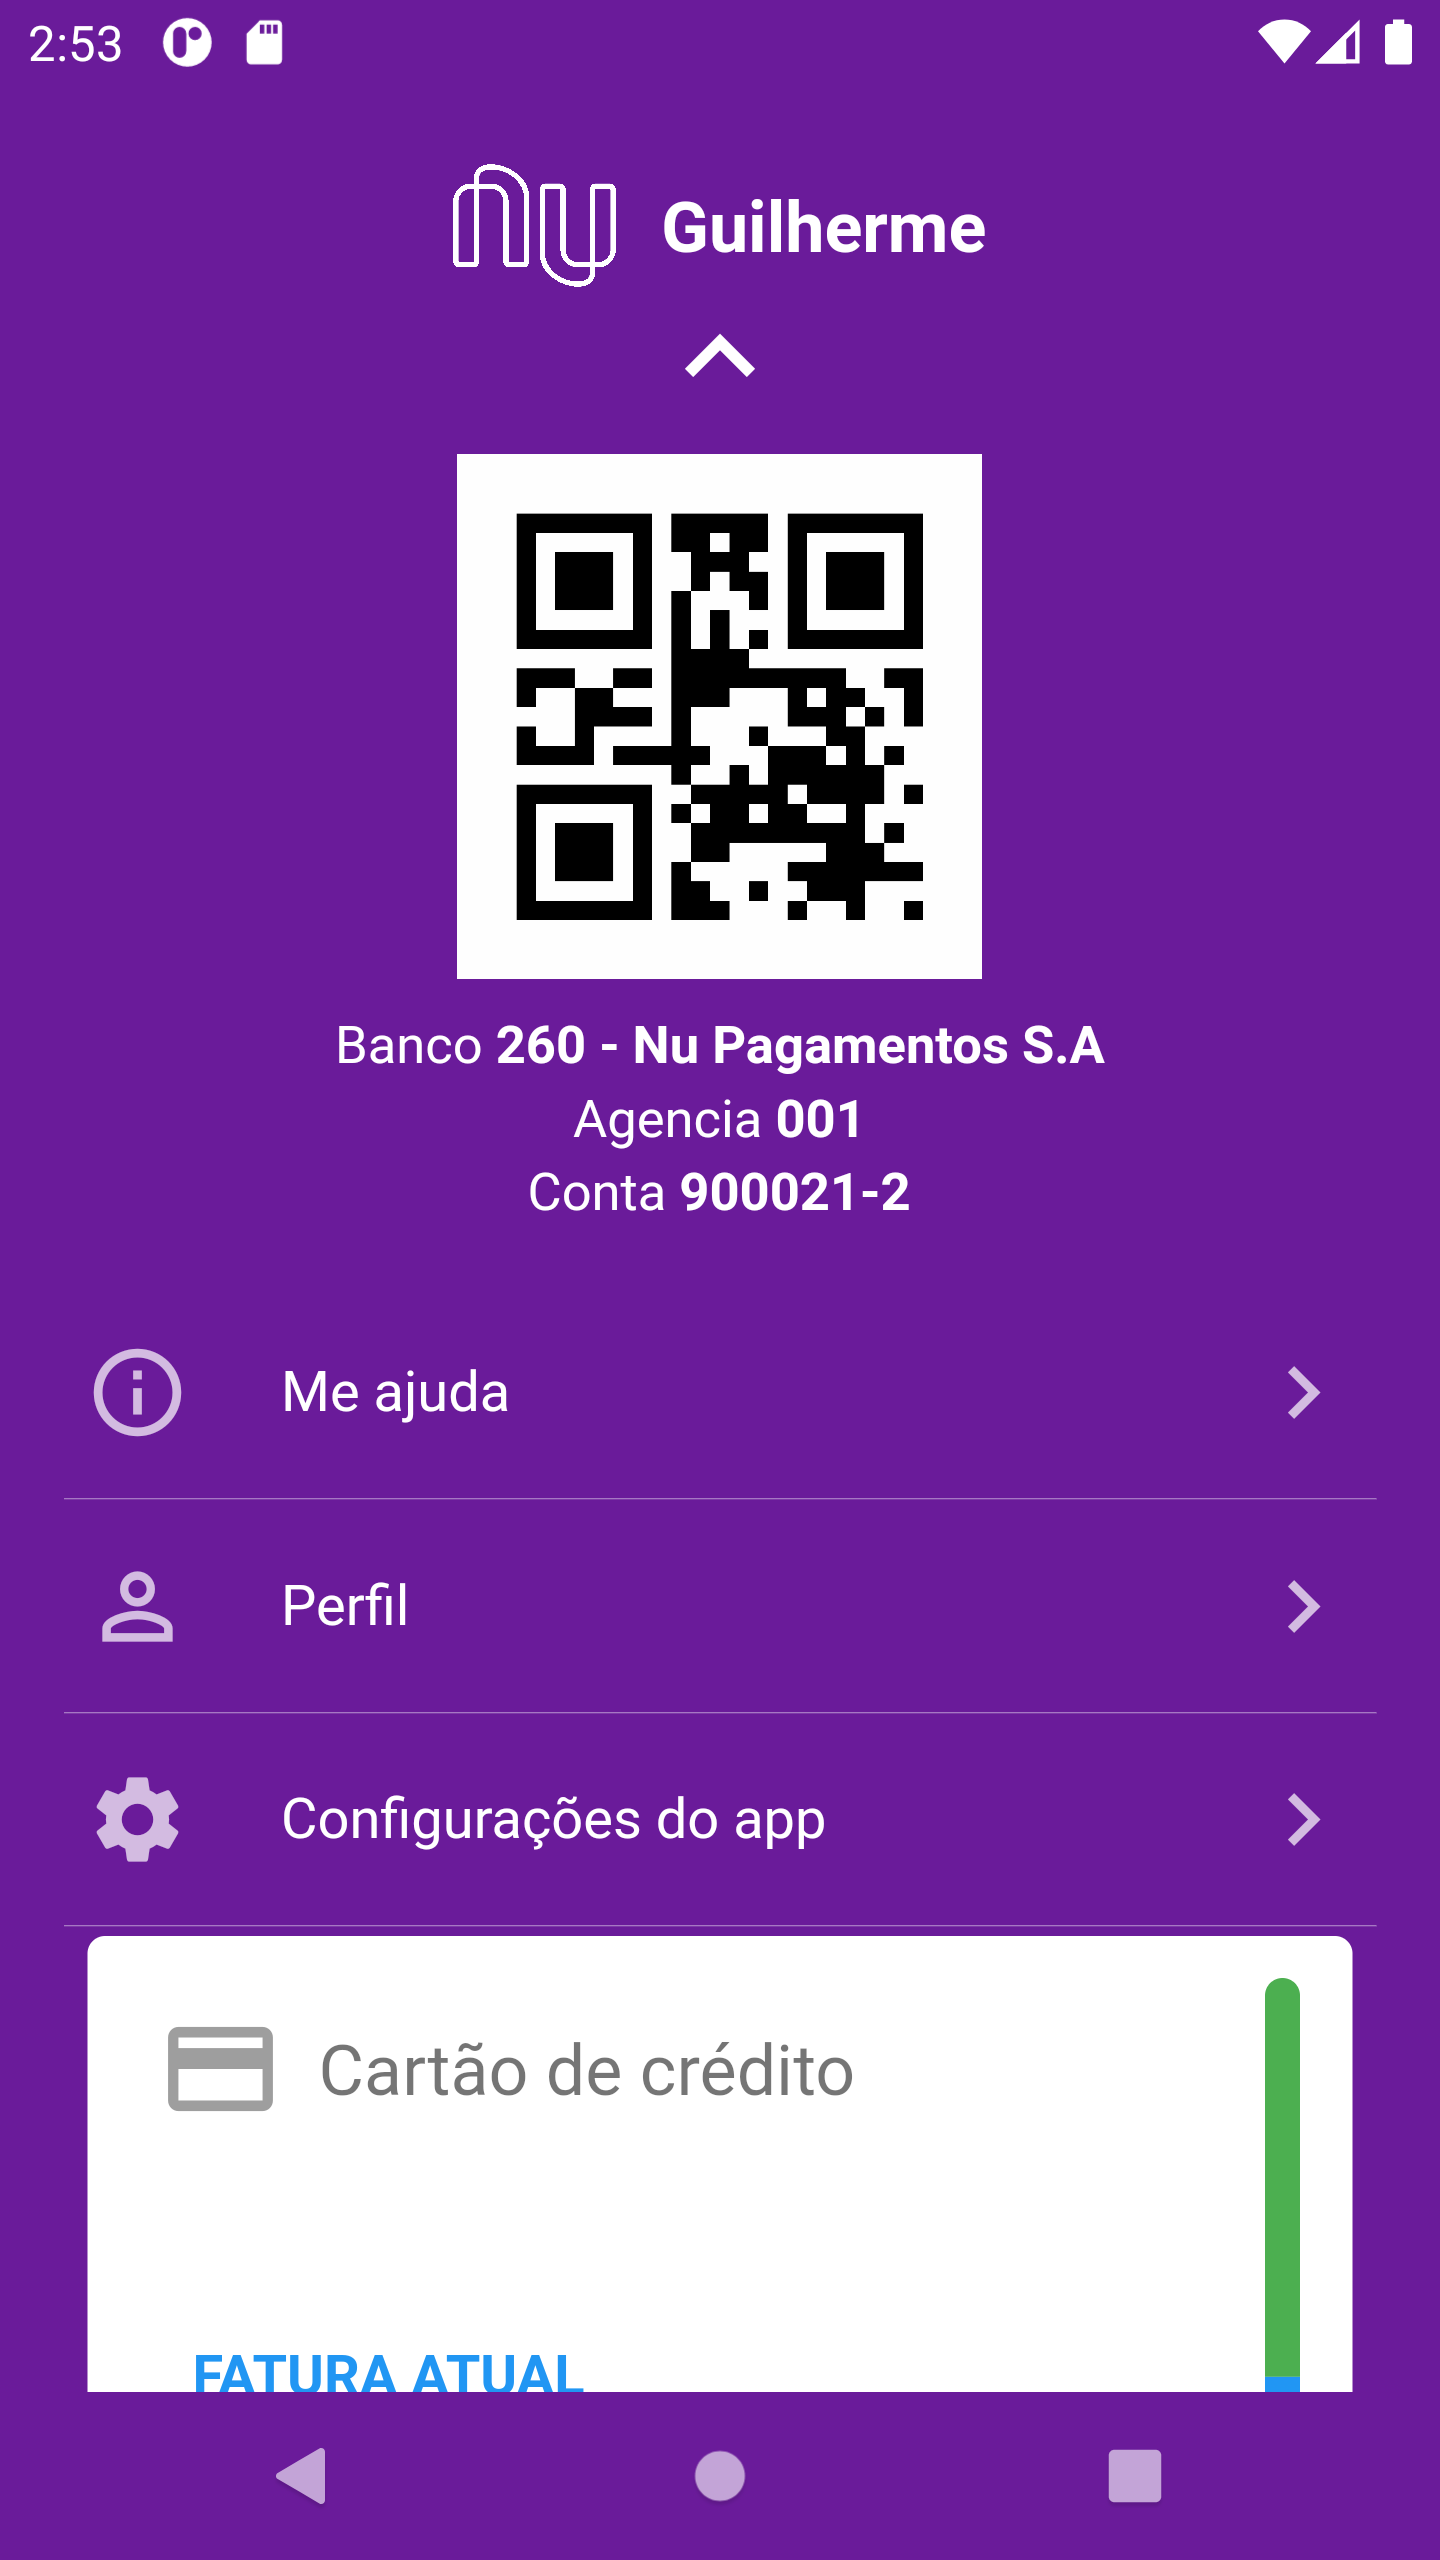 2:53
nu Guilherme
Banco 260 - Nu Pagamentos S.A
Agencia 001
Conta 900021-2
Me ajuda
Perfil
Configurações do app
Cartão de crédito
FATURA ATUAL